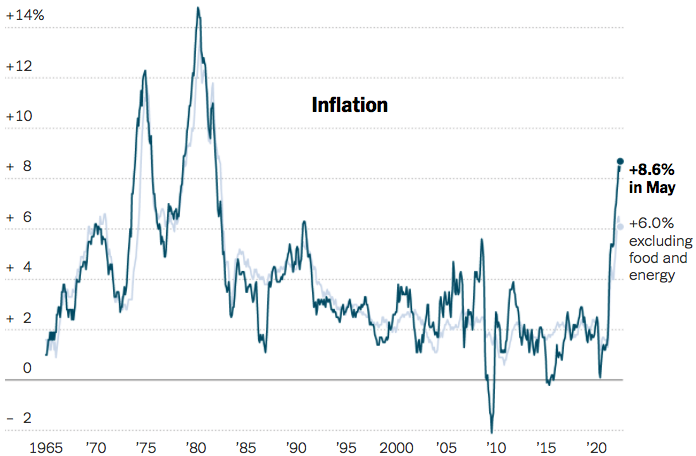 +14%
+12
+10
+ 8
+ 6
+ 4
+ 2
0
– 2
Inflation
+8.6%
in May
+6.0%
excluding
food and
energy
1965 ’70 ’75 ’80 ’85 ’90 ’95 2000 ’05 ’10 ’15 ’20